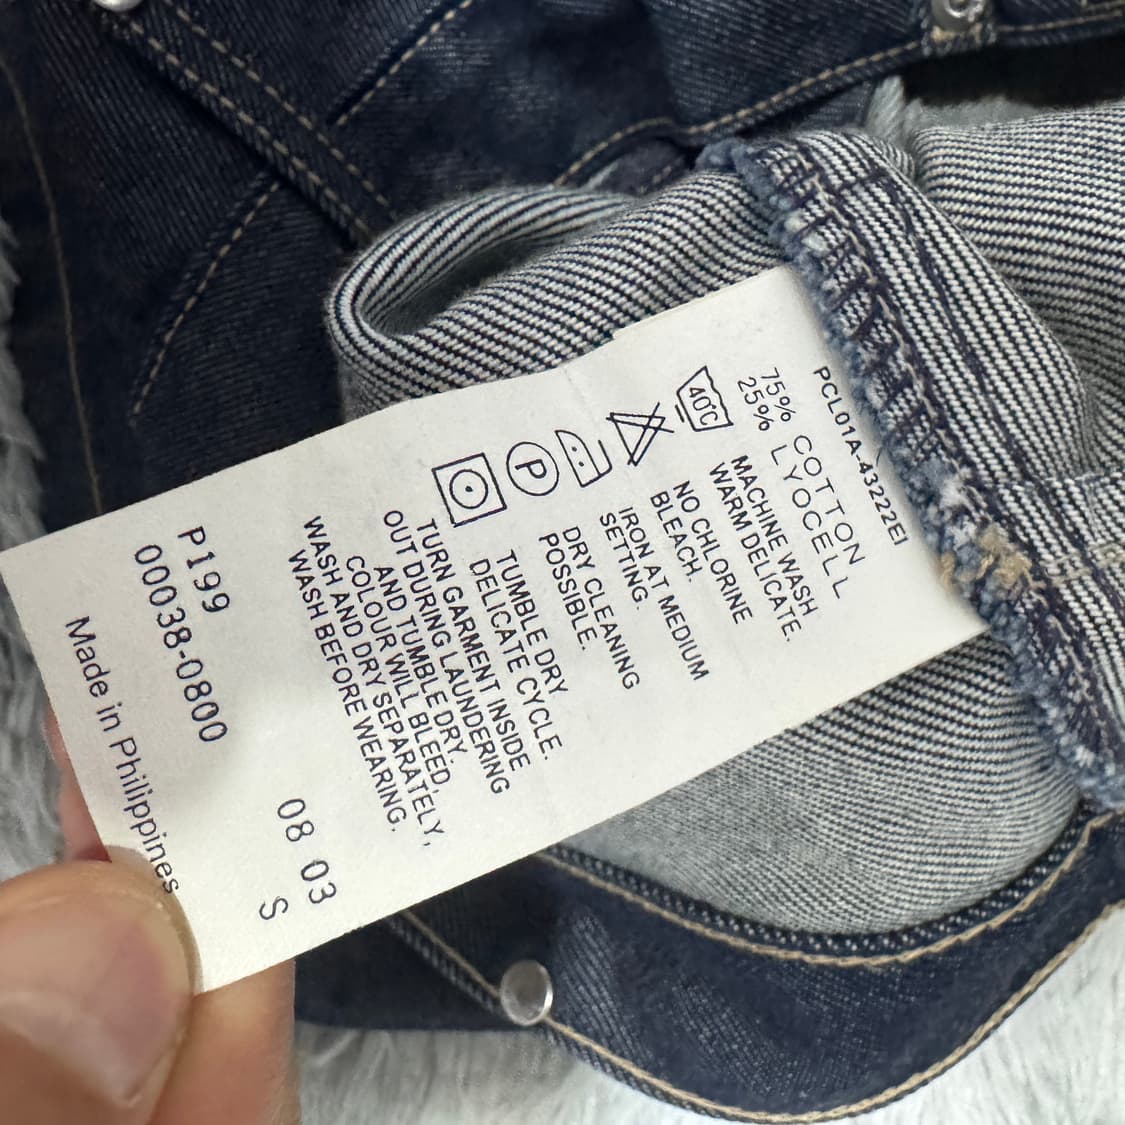 PCL01A-43222EI
75% COTTON
25% LYOCELL
40C
MACHINE WASH
WARM DELICATE.
NO CHLORINE
BLEACH.
IRON AT MEDIUM
SETTING.
P
DRY CLEANING
POSSIBLE.
TUMBLE DRY
DELICATE CYCLE.
TURN GARMENT INSIDE
OUT DURING LAUNDERING
AND TUMBLE DRY.
COLOUR WILL BLEED,
WASH AND DRY SEPARATELY,
WASH BEFORE WEARING.
P199
00038-0800
08 03
S
Made in Philippines